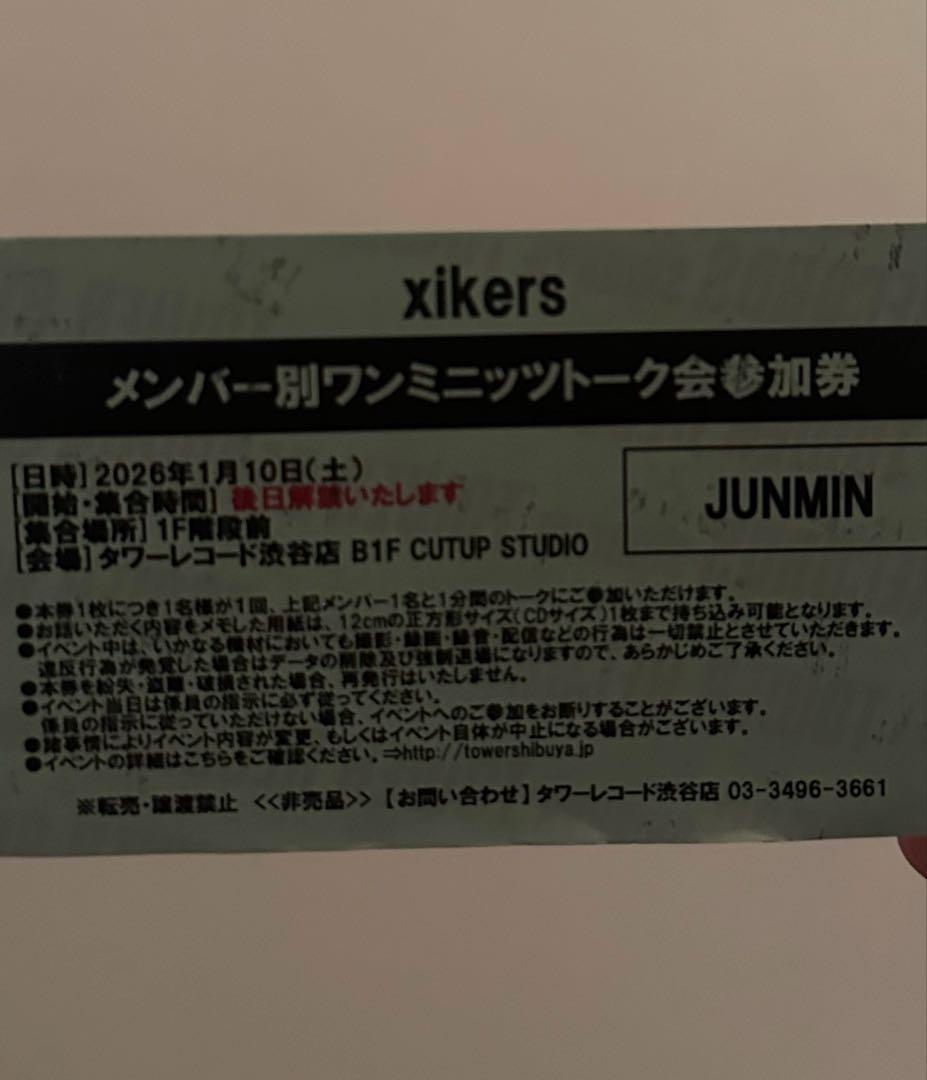 xikers
メンバー別ワンミニッツトーク会参加券
[日時] 2026年1月10日(土)
[開始・集合時間] 後日解禁いたします
JUNMIN
[集合場所] 1F階段前
[会場] タワーレコード渋谷店 B1F CUTUP STUDIO
●本券1枚につき1名様が1回、上記メンバー1名と1分間のトークにご参加いただけます。
●お話いただく内容をメモした用紙は、12cmの正方形サイズ(CDサイズ)1枚まで持ち込み可能となります。
●イベント中は、いかなる機材においても撮影・録画・録音・配信などの行為は一切禁止とさせていただきます。
違反行為が発覚した場合はデータの削除及び強制退場になりますので、あらかじめご了承ください。
●本券を紛失・盗難・破損された場合、再発行はいたしません。
●イベント当日は係員の指示に必ず従ってください。
係員の指示に従っていただけない場合、イベントへのご参加をお断りすることがございます。
●諸事情によりイベント内容が変更、もしくはイベント自体が中止になる場合がございます。
●イベントの詳細はこちらをご確認ください。⇒http://towershibuya.jp
※転売・譲渡禁止 <<非売品>> 【お問い合わせ】タワーレコード渋谷店 03-3496-3661